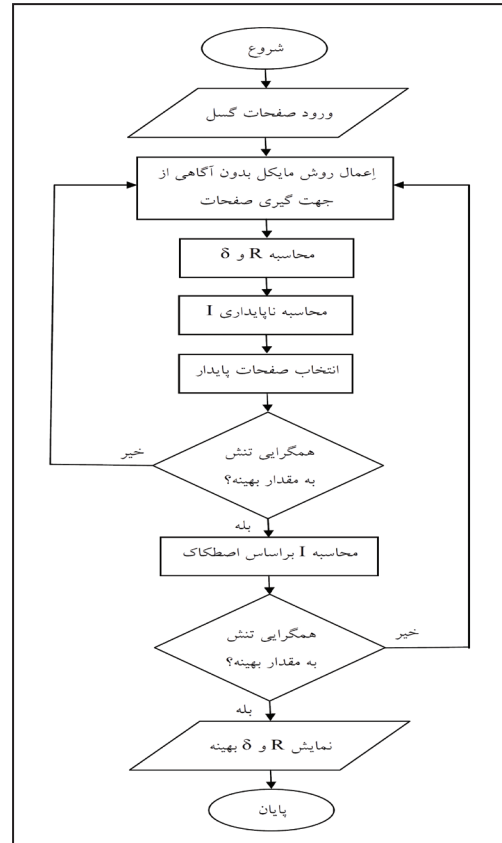 شروع
ورود صفحات گسل
اِعمال روش مایکل بدون آگاهی از
جهت گیری صفحات
محاسبه R و δ
محاسبه ناپایداری I
انتخاب صفحات پایدار
همگرایی تنش
به مقدار بهینه؟
خیر
بله
محاسبه I براساس اصطکاک
همگرایی تنش
به مقدار بهینه؟
خیر
بله
نمایش R و δ بهینه
پایان